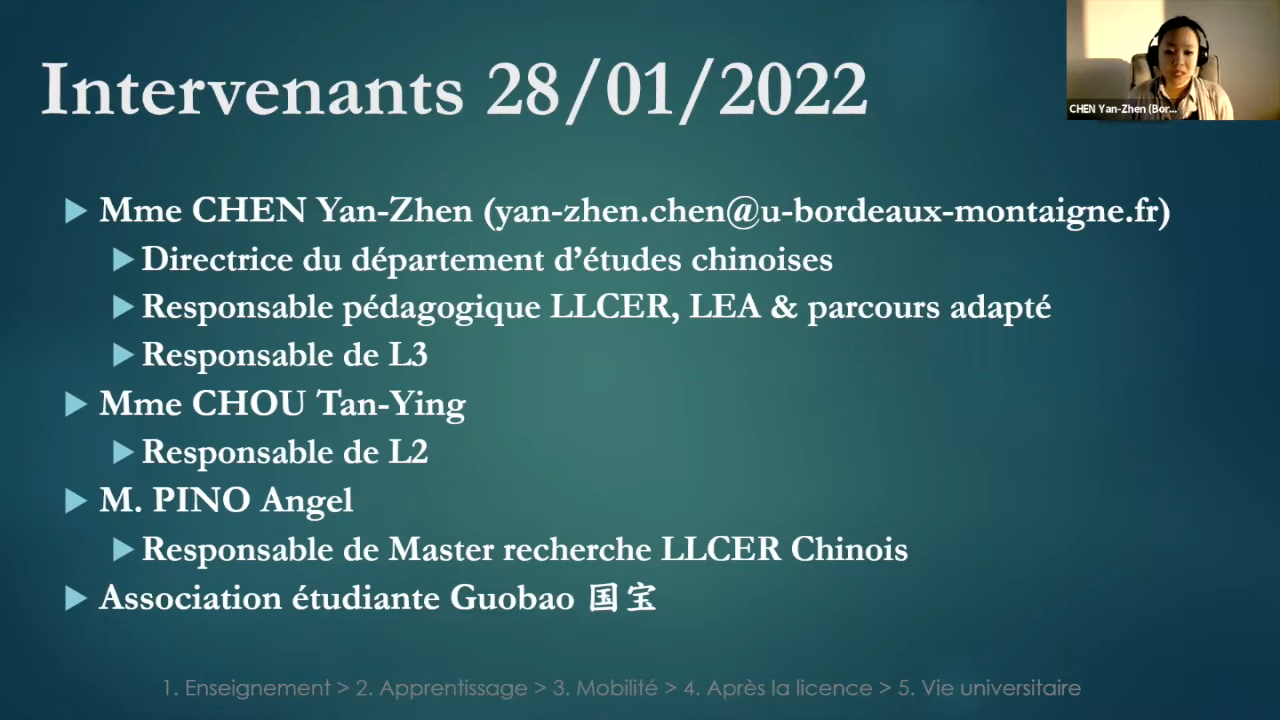 Intervenants 28/01/2022
CHEN Yan-Zhen (Bor...
Mme CHEN Yan-Zhen (yan-zhen.chen@u-bordeaux-montaigne.fr)
Directrice du département d’études chinoises
Responsable pédagogique LLCER, LEA & parcours adapté
Responsable de L3
Mme CHOU Tan-Ying
Responsable de L2
M. PINO Angel
Responsable de Master recherche LLCER Chinois
Association étudiante Guobao 国宝
1. Enseignement > 2. Apprentissage > 3. Mobilité > 4. Après la licence > 5. Vie universitaire